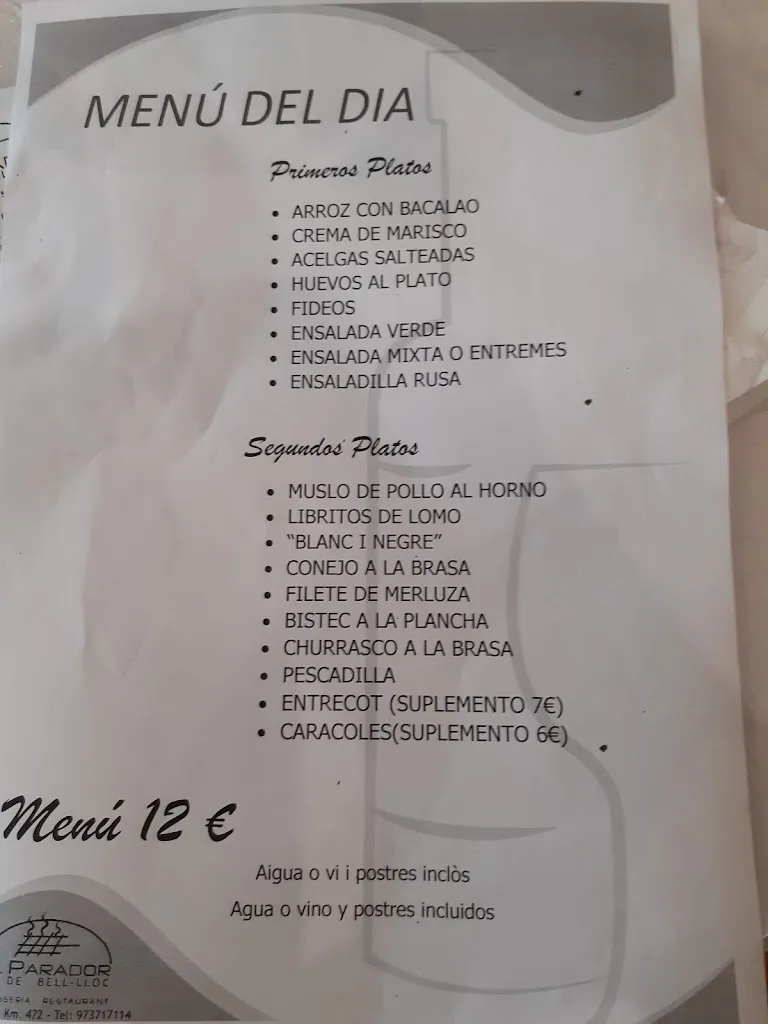 MENÚ DEL DIA
Primeros Platos
• ARROZ CON BACALAO
• CREMA DE MARISCO
• ACELGAS SALTEADAS
• HUEVOS AL PLATO
• FIDEOS
• ENSALADA VERDE
• ENSALADA MIXTA O ENTREMES
• ENSALADILLA RUSA
Segundos Platos
• MUSLO DE POLLO AL HORNO
• LIBRITOS DE LOMO
• “BLANC I NEGRE”
• CONEJO A LA BRASA
• FILETE DE MERLUZA
• BISTEC A LA PLANCHA
• CHURRASCO A LA BRASA
• PESCADILLA
• ENTRECOT (SUPLEMENTO 7€)
• CARACOLES(SUPLEMENTO 6€)
Menú 12 €
Aigua o vi i postres inclòs
Agua o vino y postres incluidos
PARADOR
DE BELL-LLOC
RESTAURANT
Km. 472 - Tel: 973717114